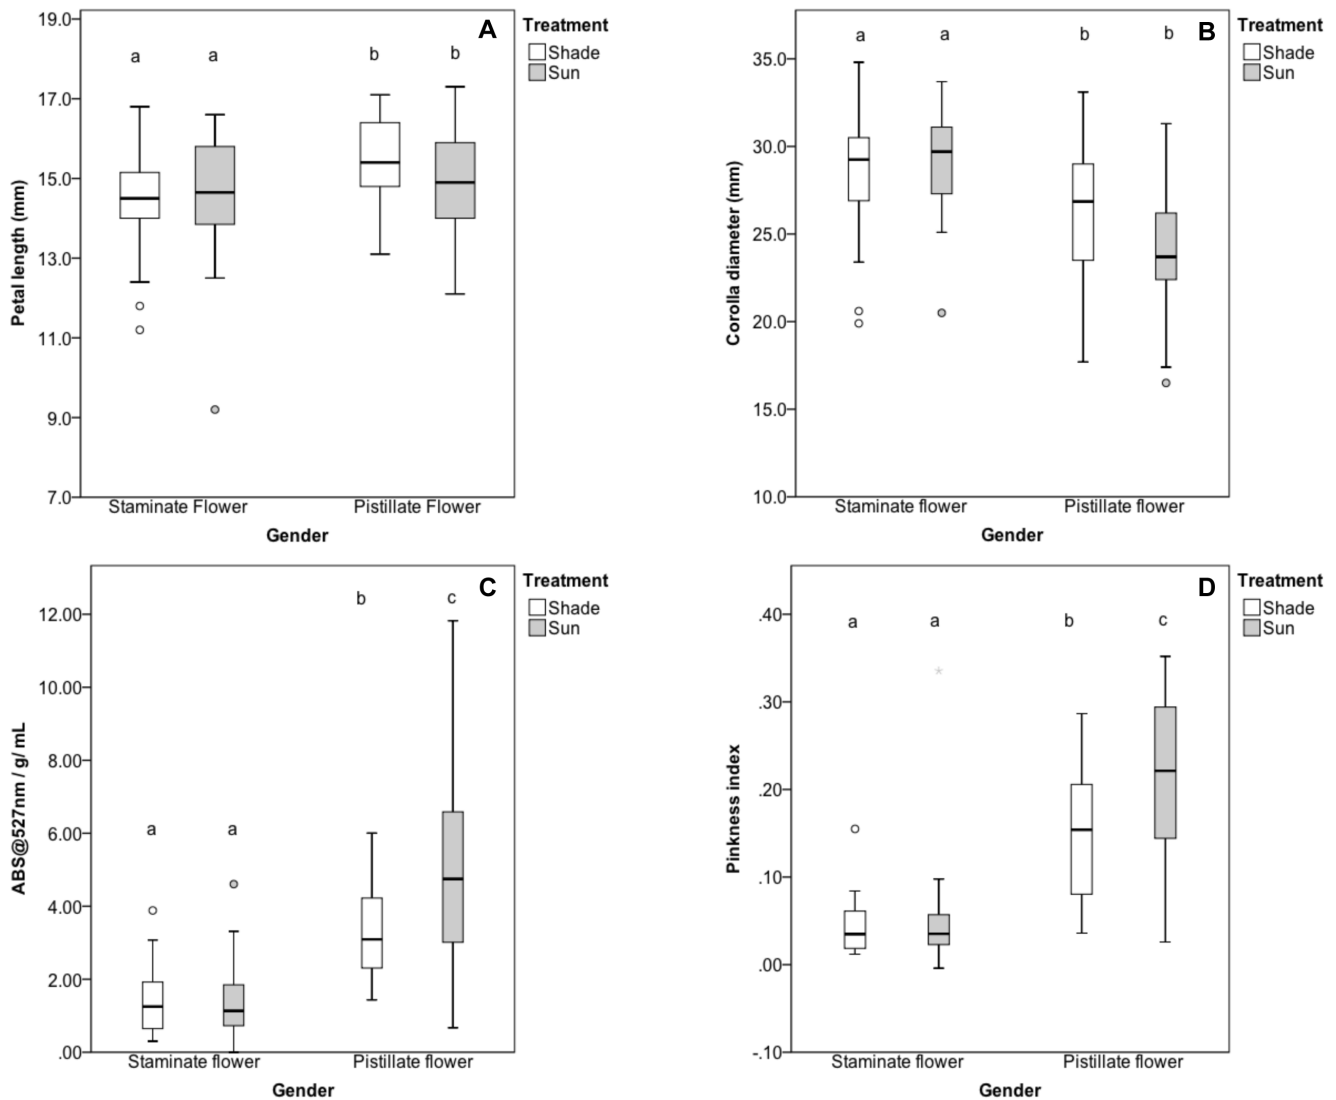 A
Treatment
Shade
Sun
19.0
17.0
15.0
13.0
11.0
9.0
7.0
Petal length (mm)
a a b b
Staminate Flower Pistillate Flower
Gender
B
Treatment
Shade
Sun
35.0
30.0
25.0
20.0
15.0
10.0
Corolla diameter (mm)
a a b b
Staminate flower Pistillate flower
Gender
C
Treatment
Shade
Sun
12.00
10.00
8.00
6.00
4.00
2.00
.00
ABS@527nm / g/ mL
a a b c
Staminate flower Pistillate flower
Gender
D
Treatment
Shade
Sun
.40
.30
.20
.10
.00
-.10
Pinkness index
a a b c
Staminate flower Pistillate flower
Gender